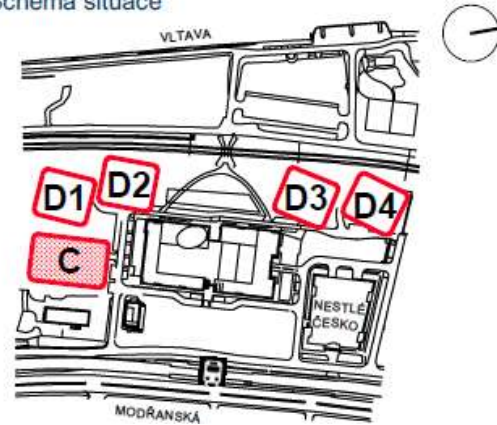 Schéma situace
VLTAVA
D1
D2
D3
D4
C
NESTLÉ
ČESKO
MODŘANSKÁ